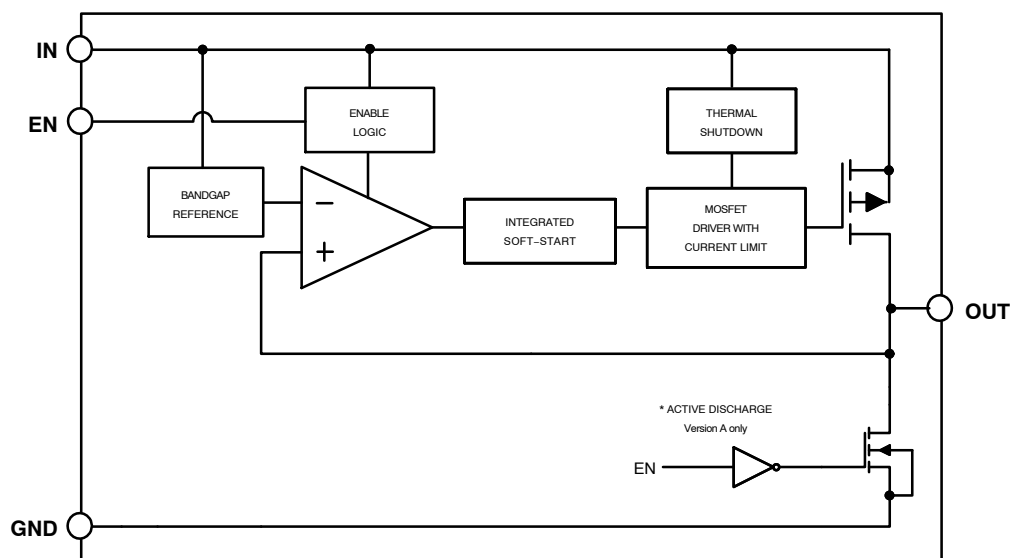 IN
EN
ENABLE
LOGIC
THERMAL
SHUTDOWN
BANDGAP
REFERENCE
−
+
INTEGRATED
SOFT−START
MOSFET
DRIVER WITH
CURRENT LIMIT
OUT
* ACTIVE DISCHARGE
Version A only
EN
GND